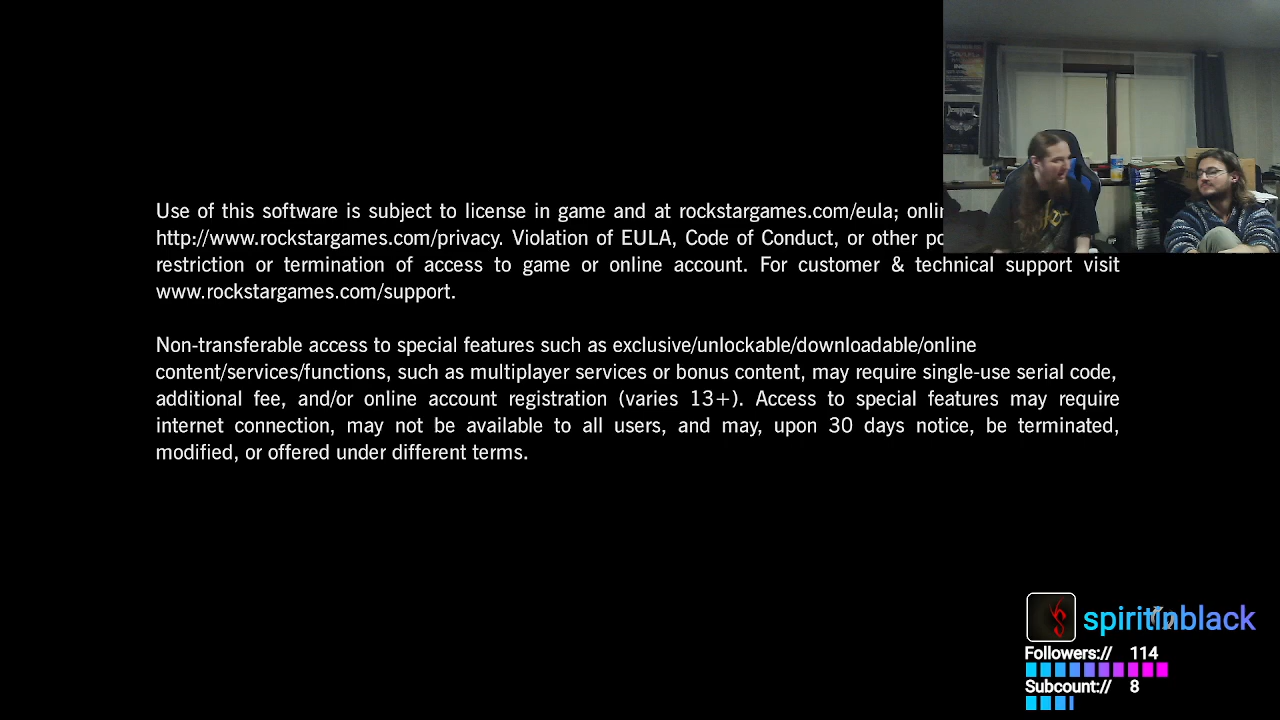 Use of this software is subject to license in game and at rockstargames.com/eula;
http://www.rockstargames.com/privacy. Violation of EULA, Code of Conduct, or other
restriction or termination of access to game or online account. For customer & technical support visit
www.rockstargames.com/support.
Non-transferable access to special features such as exclusive/unlockable/downloadable/online
content/services/functions, such as multiplayer services or bonus content, may require single-use serial code,
additional fee, and/or online account registration (varies 13+). Access to special features may require
internet connection, may not be available to all users, and may, upon 30 days notice, be terminated,
modified, or offered under different terms.
spiritinblack
Followers:// 114
Subcount:// 8